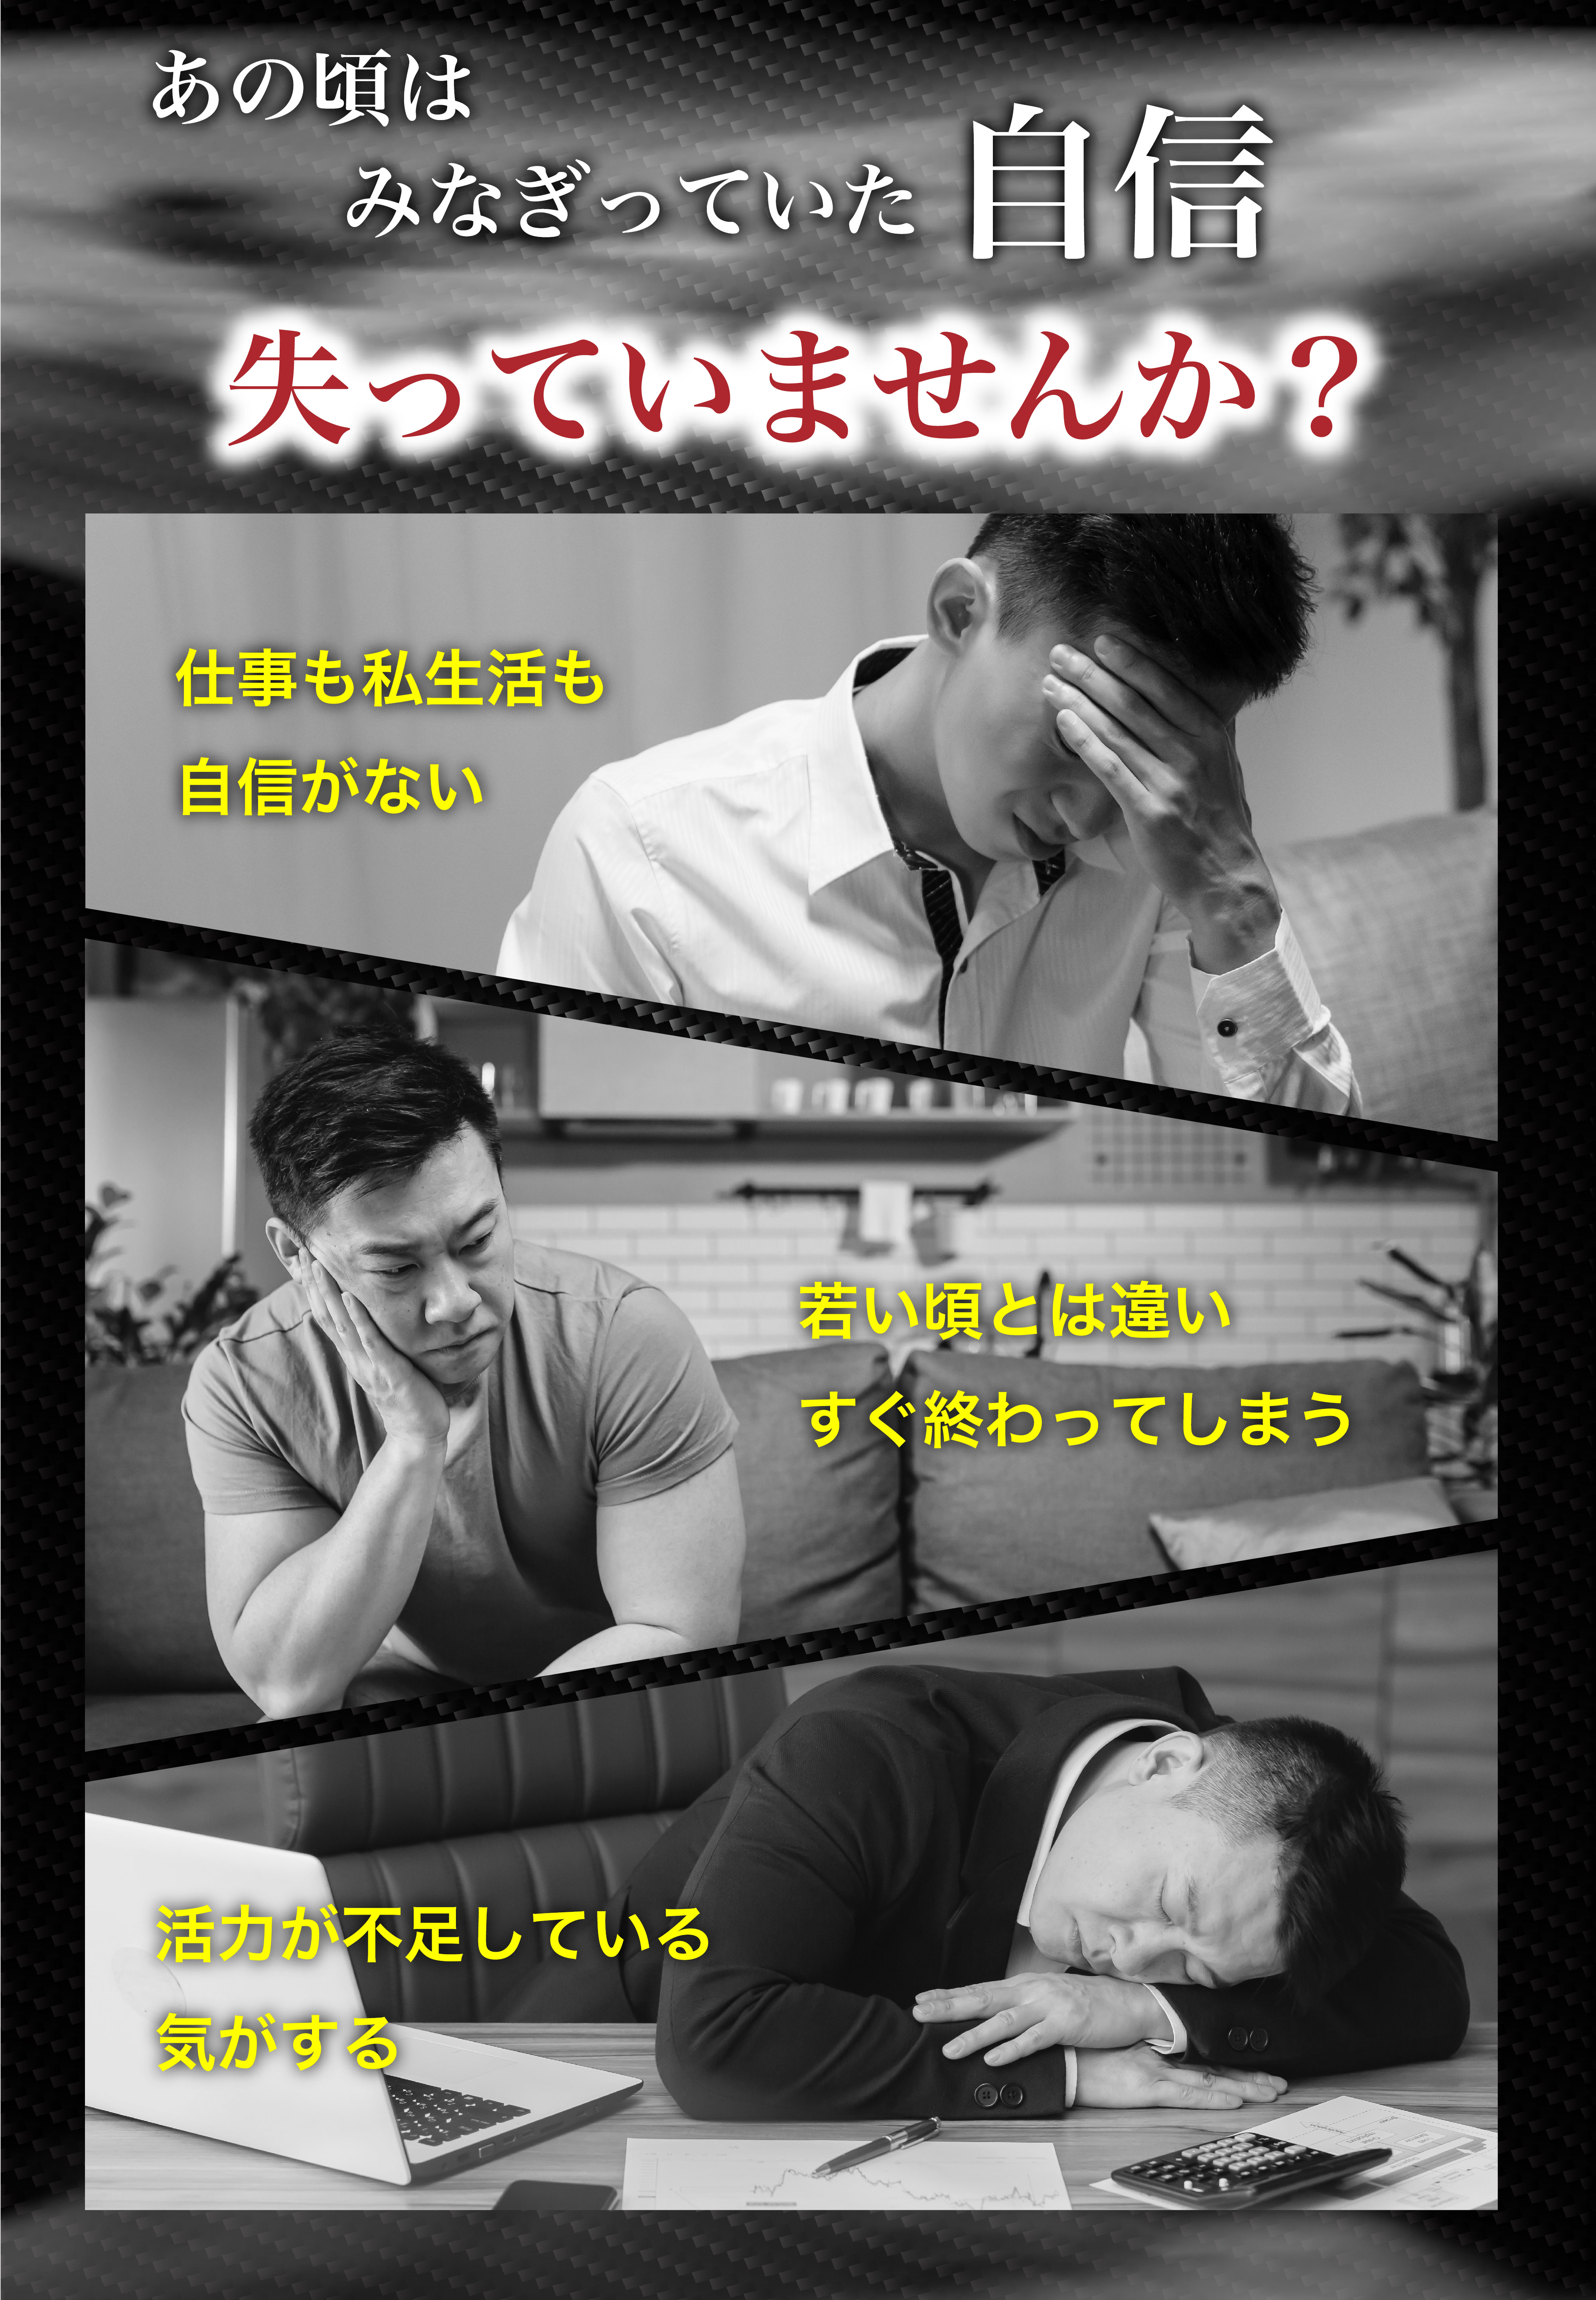 あの頃は
みなぎっていた自信
失っていませんか？
仕事も私生活も
自信がない
若い頃とは違い
すぐ終わってしまう
活力が不足している
気がする